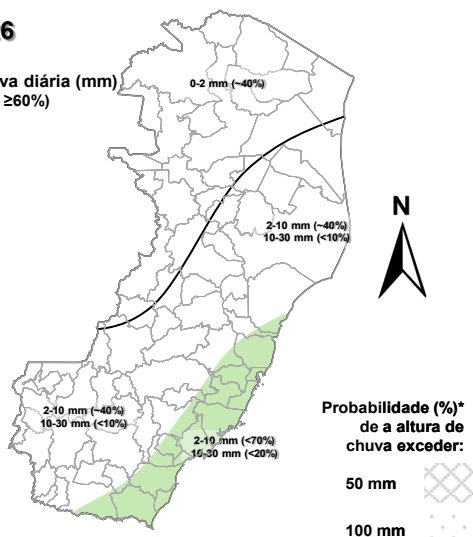 6
va diária (mm)
≥60%)
0-2 mm (~40%)
2-10 mm (~40%)
10-30 mm (<10%)
N
2-10 mm (~40%)
10-30 mm (<10%)
2-10 mm (<70%)
10-30 mm (<20%)
Probabilidade (%)*
de a altura de
chuva exceder:
50 mm
100 mm